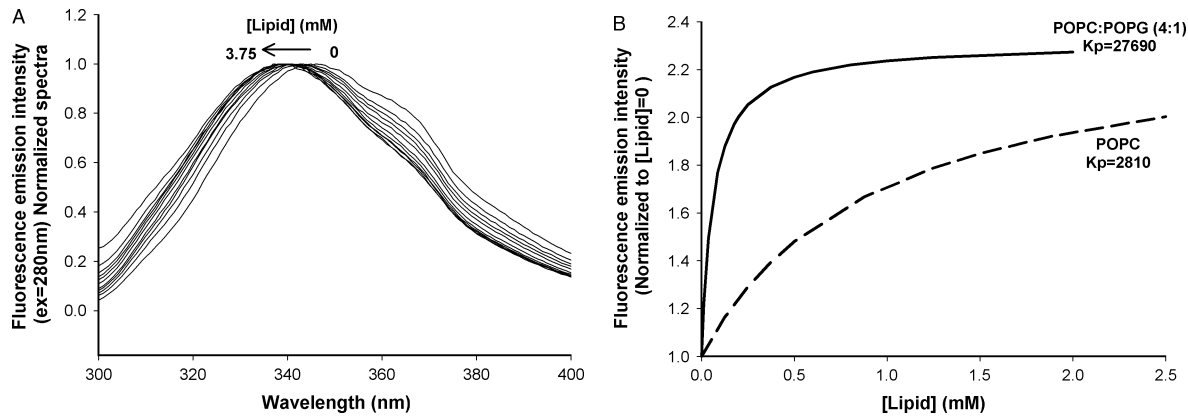 A
[Lipid] (mM)
3.75
0
Fluorescence emission intensity
(ex=280nm) Normalized spectra
1.2
1.0
0.8
0.6
0.4
0.2
0.0
300
320
340
360
380
400
Wavelength (nm)
B
POPC:POPG (4:1)
Kp=27690
POPC
Kp=2810
Fluorescence emission intensity
(Normalized to [Lipid]=0 )
2.4
2.2
2.0
1.8
1.6
1.4
1.2
1.0
0.0
0.5
1.0
1.5
2.0
2.5
[Lipid] (mM)